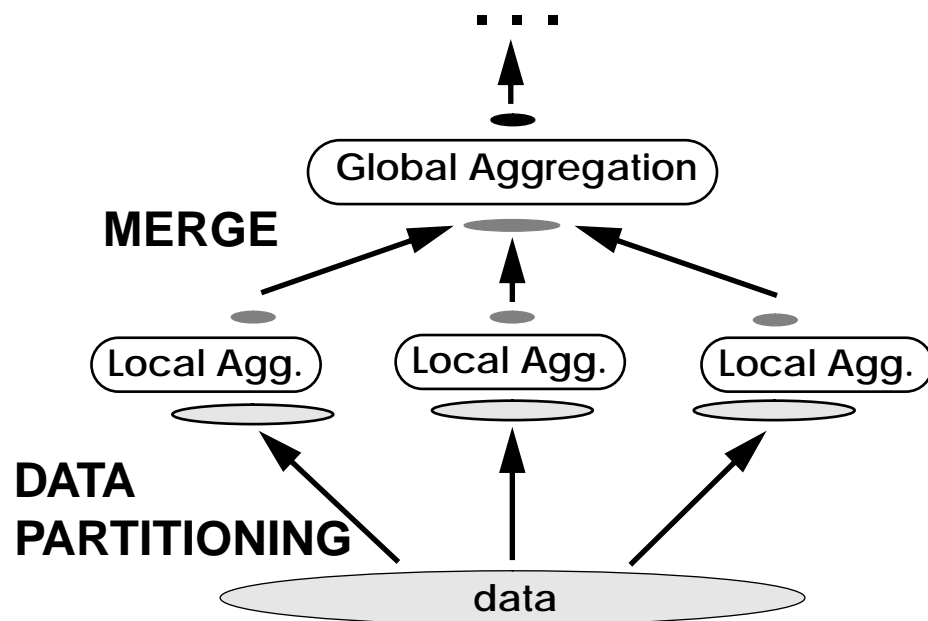 Global Aggregation
MERGE
Local Agg.
Local Agg.
Local Agg.
DATA
PARTITIONING
data